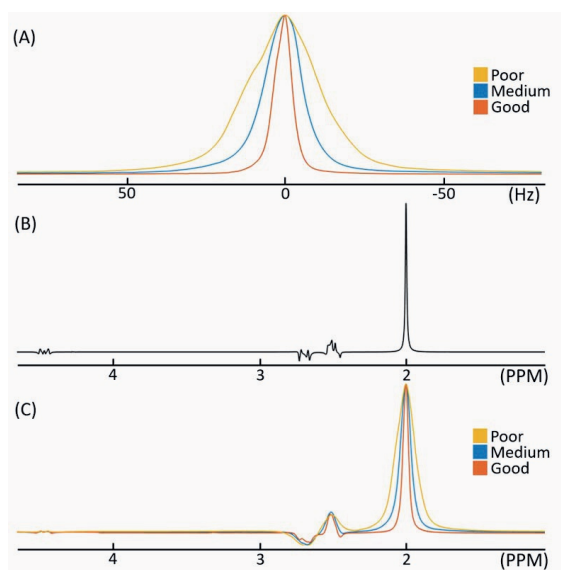 (A)
Poor
Medium
Good
50 0 -50 (Hz)
(B)
4 3 2 (PPM)
(C)
Poor
Medium
Good
4 3 2 (PPM)